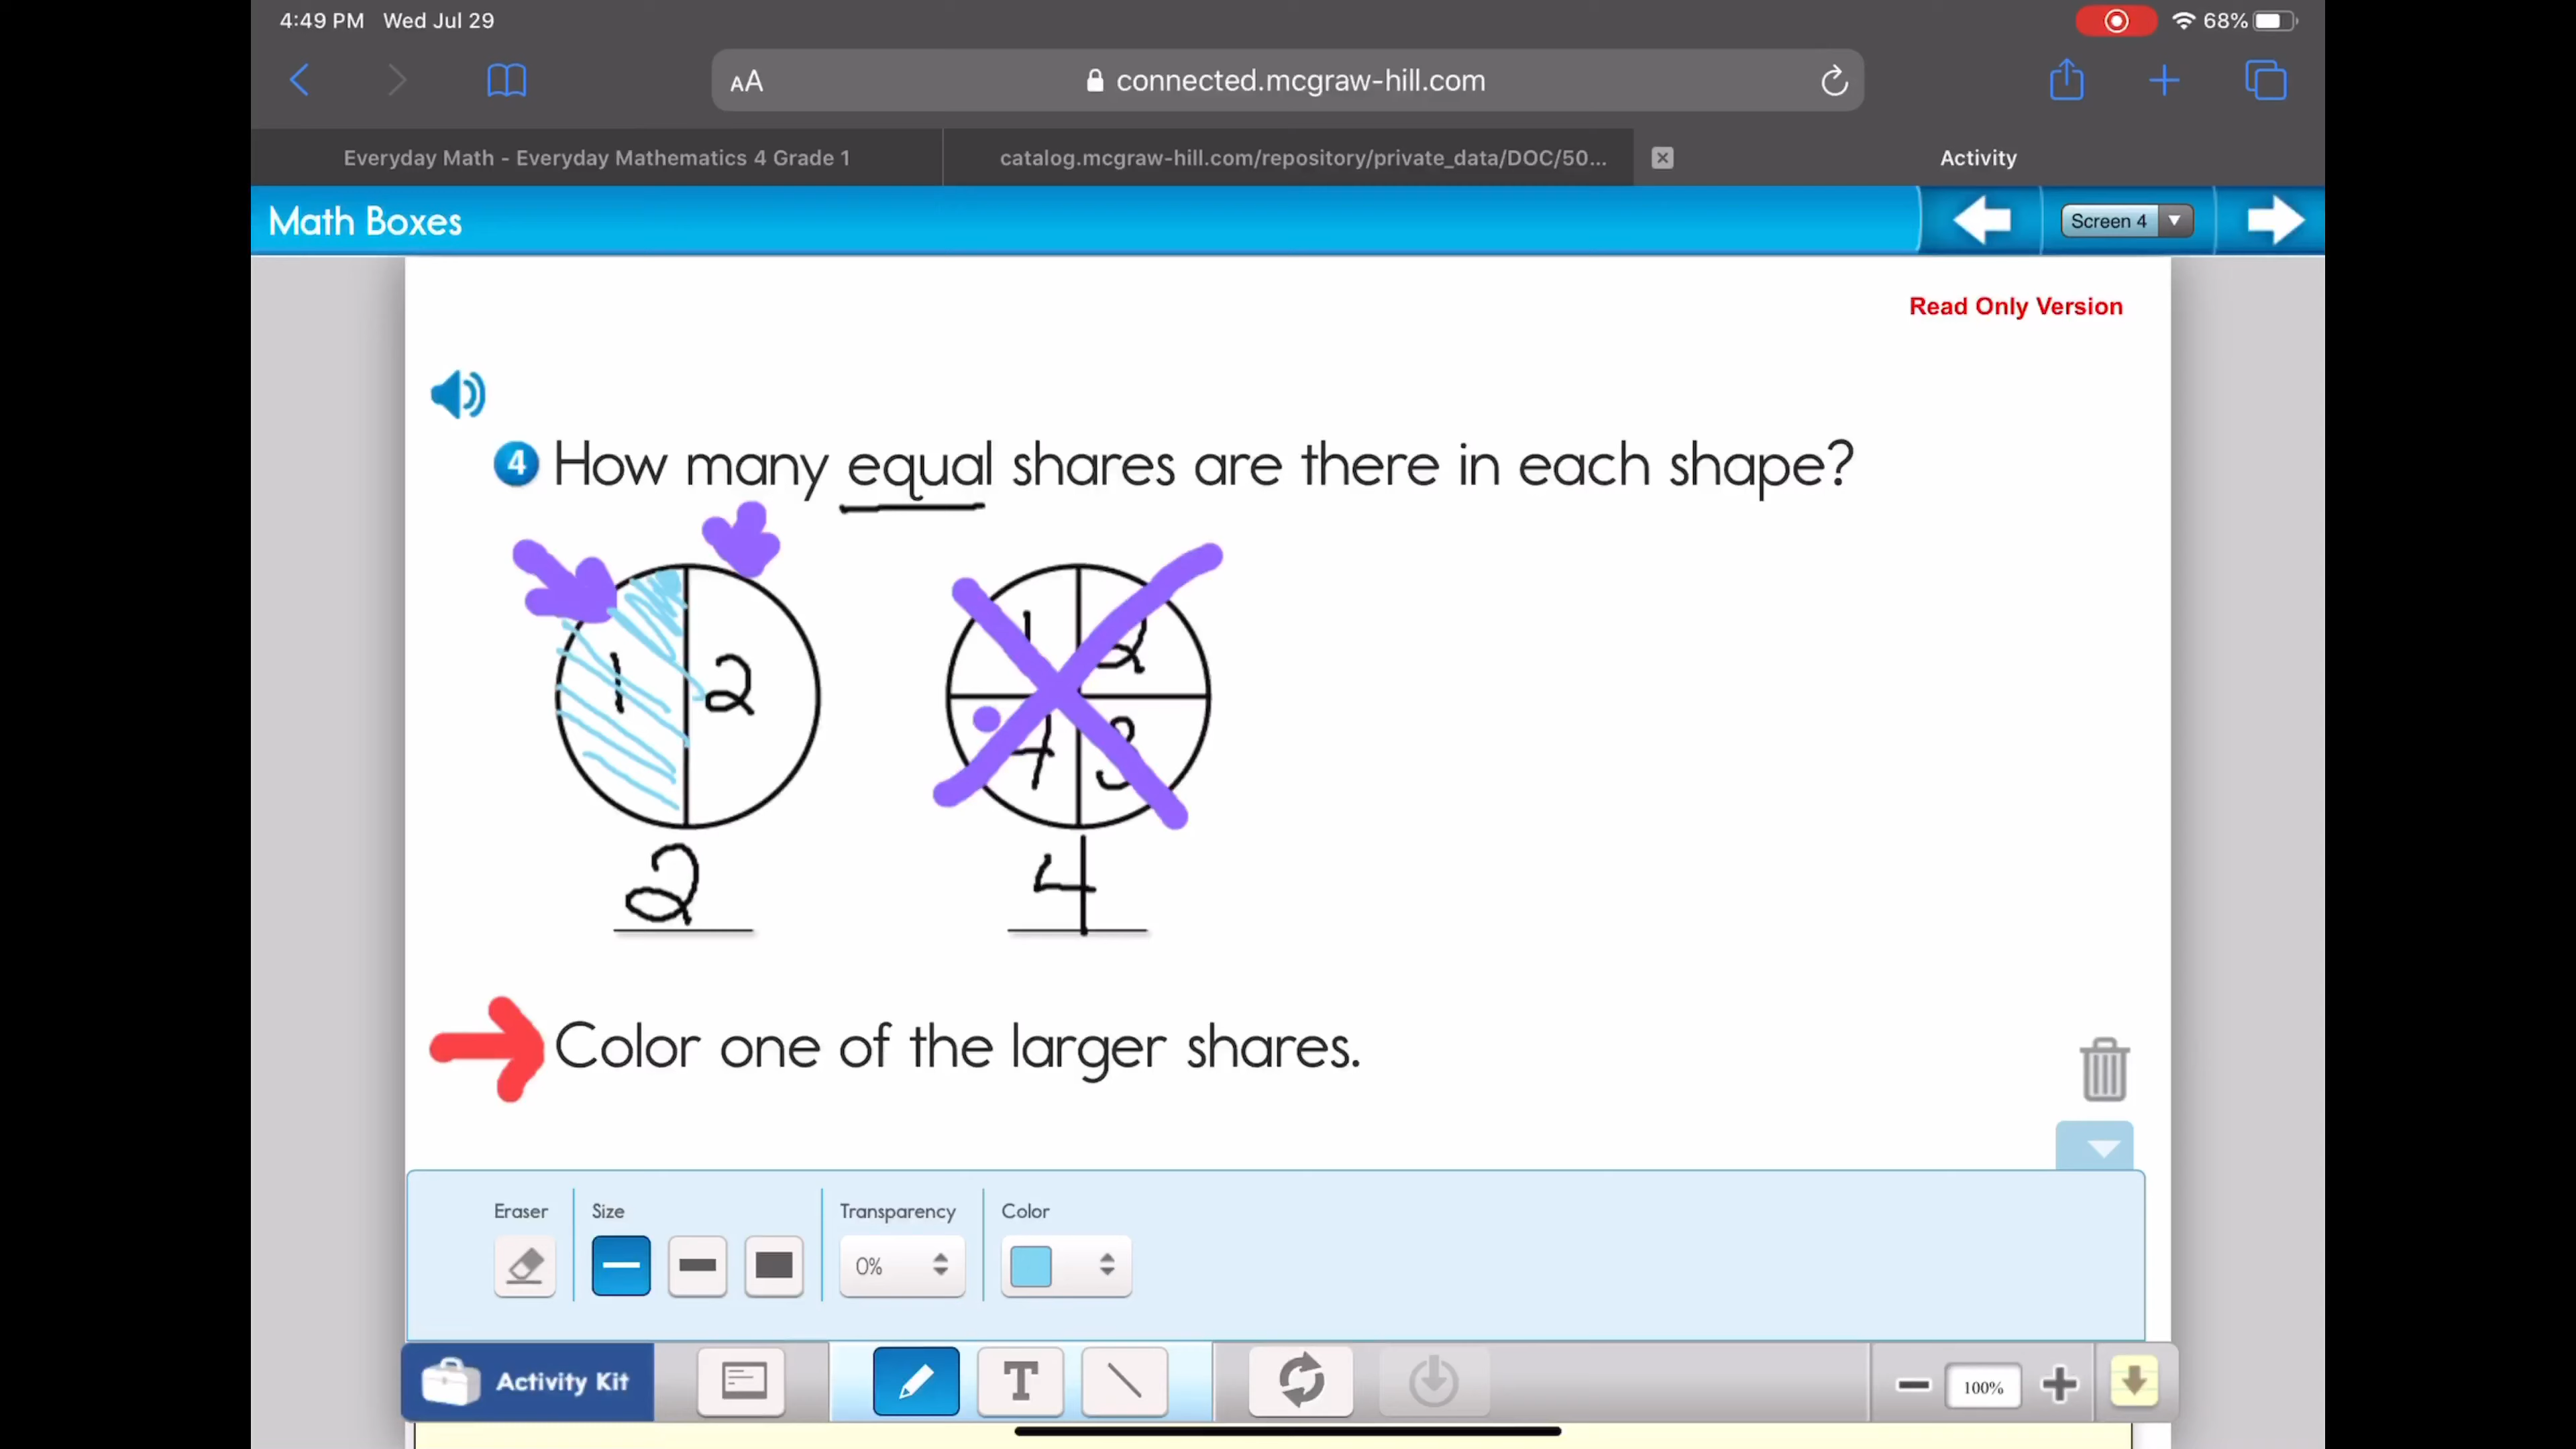 4:49 PM Wed Jul 29
68%
AA
connected.mcgraw-hill.com
Everyday Math - Everyday Mathematics 4 Grade 1
catalog.mcgraw-hill.com/repository/private_data/DOC/50...
Activity
Math Boxes
Screen 4
Read Only Version
4 How many equal shares are there in each shape?
1 2
1 2
4 3
2
4
Color one of the larger shares.
Eraser Size Transparency Color
0%
Activity Kit
T
100%